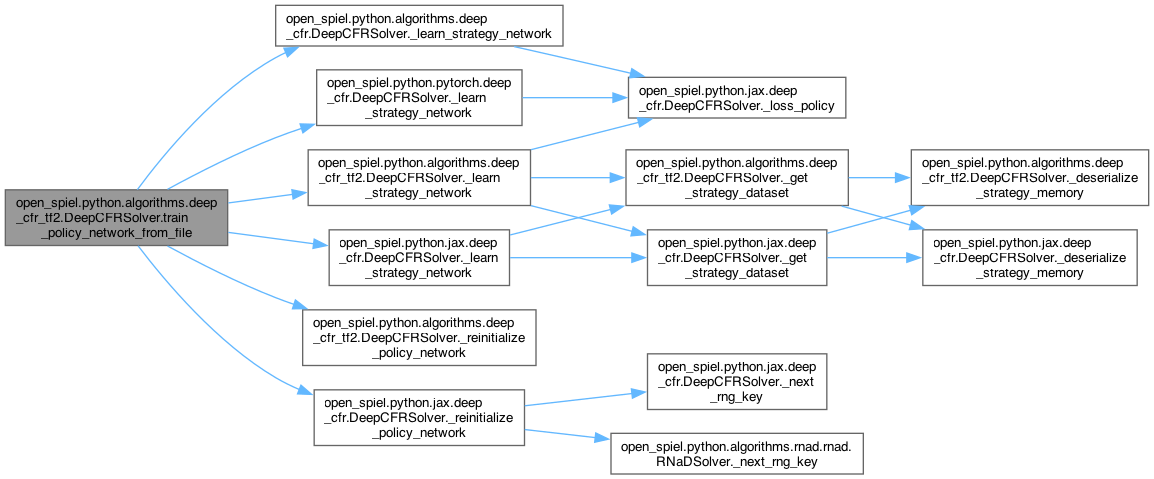 open_spiel.python.algorithms.deep
_cfr_tf2.DeepCFRSolver.train
_policy_network_from_file
open_spiel.python.algorithms.deep
_cfr.DeepCFRSolver._learn_strategy_network
open_spiel.python.pytorch.deep
_cfr.DeepCFRSolver._learn
_strategy_network
open_spiel.python.algorithms.deep
_cfr_tf2.DeepCFRSolver._learn
_strategy_network
open_spiel.python.jax.deep
_cfr.DeepCFRSolver._learn
_strategy_network
open_spiel.python.algorithms.deep
_cfr_tf2.DeepCFRSolver._reinitialize
_policy_network
open_spiel.python.jax.deep
_cfr.DeepCFRSolver._reinitialize
_policy_network
open_spiel.python.jax.deep
_cfr.DeepCFRSolver._loss_policy
open_spiel.python.algorithms.deep
_cfr_tf2.DeepCFRSolver._get
_strategy_dataset
open_spiel.python.jax.deep
_cfr.DeepCFRSolver._get
_strategy_dataset
open_spiel.python.jax.deep
_cfr.DeepCFRSolver._next
_rng_key
open_spiel.python.algorithms.rnad.rnad.
RNaDSolver._next_rng_key
open_spiel.python.algorithms.deep
_cfr_tf2.DeepCFRSolver._deserialize
_strategy_memory
open_spiel.python.jax.deep
_cfr.DeepCFRSolver._deserialize
_strategy_memory